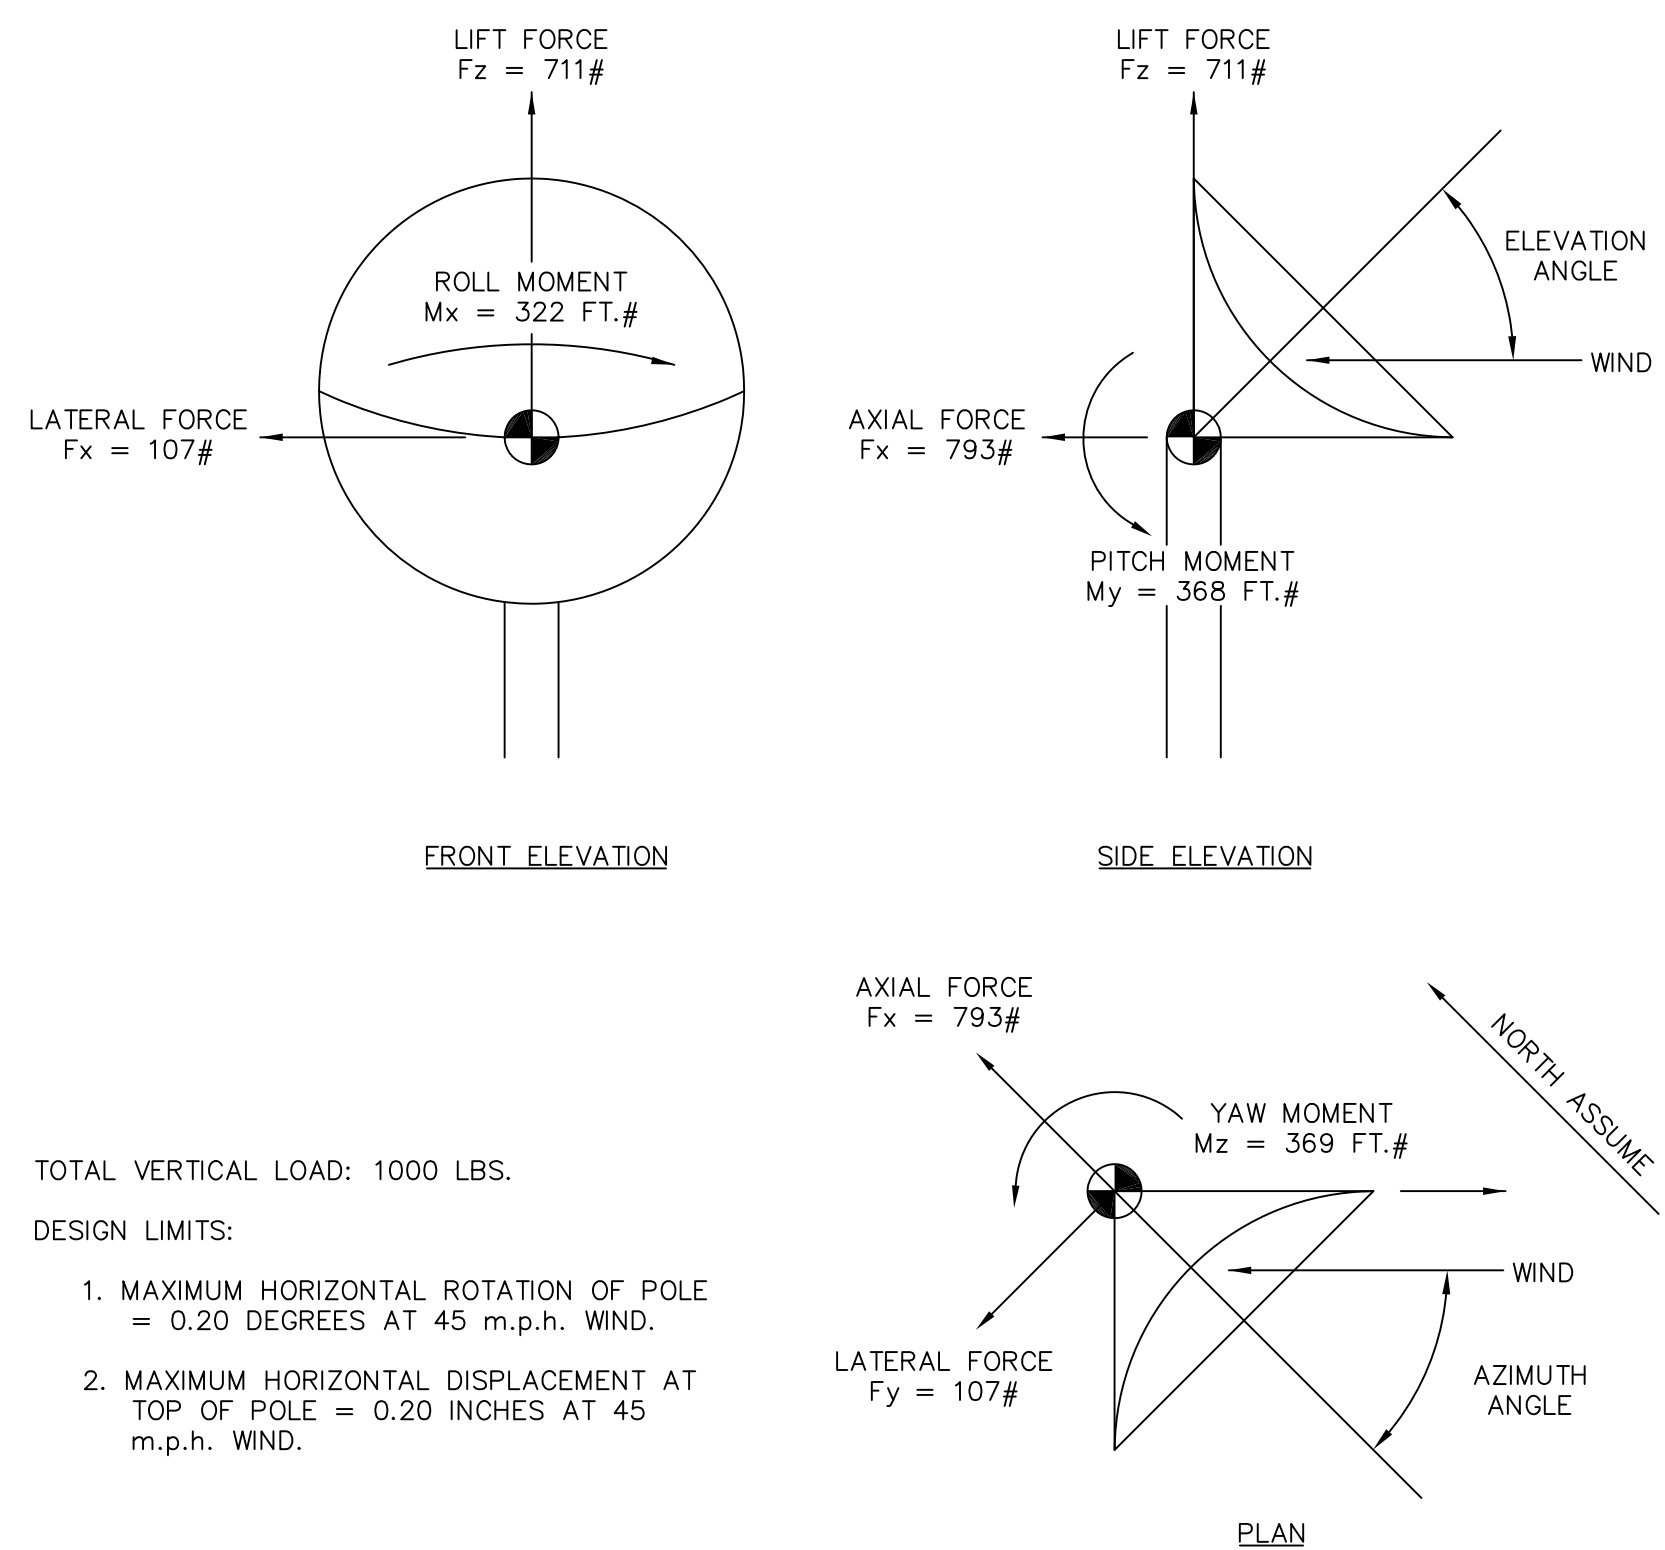 LIFT FORCE
Fz = 711#
ROLL MOMENT
Mx = 322 FT.#
LATERAL FORCE
Fx = 107#
FRONT ELEVATION
LIFT FORCE
Fz = 711#
ELEVATION
ANGLE
WIND
AXIAL FORCE
Fx = 793#
PITCH MOMENT
My = 368 FT.#
SIDE ELEVATION
TOTAL VERTICAL LOAD: 1000 LBS.
DESIGN LIMITS:
1. MAXIMUM HORIZONTAL ROTATION OF POLE
= 0.20 DEGREES AT 45 m.p.h. WIND.
2. MAXIMUM HORIZONTAL DISPLACEMENT AT
TOP OF POLE = 0.20 INCHES AT 45
m.p.h. WIND.
AXIAL FORCE
Fx = 793#
NORTH ASSUME
YAW MOMENT
Mz = 369 FT.#
WIND
LATERAL FORCE
Fy = 107#
AZIMUTH
ANGLE
PLAN